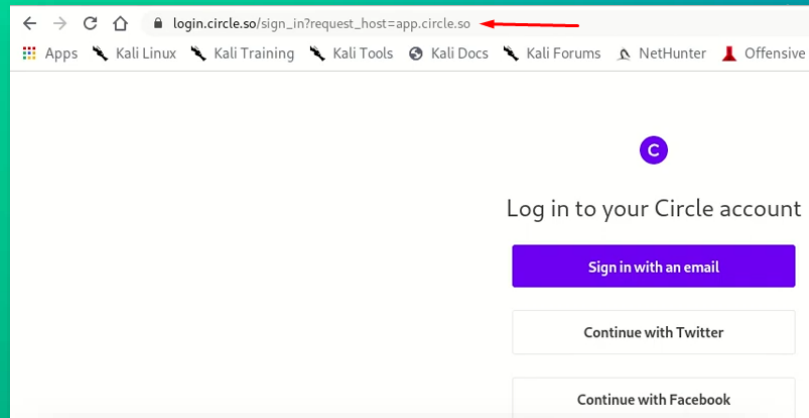 login.circle.so/sign_in?request_host=app.circle.so
Apps Kali Linux Kali Training Kali Tools Kali Docs Kali Forums NetHunter Offensive
C
Log in to your Circle account
Sign in with an email
Continue with Twitter
Continue with Facebook